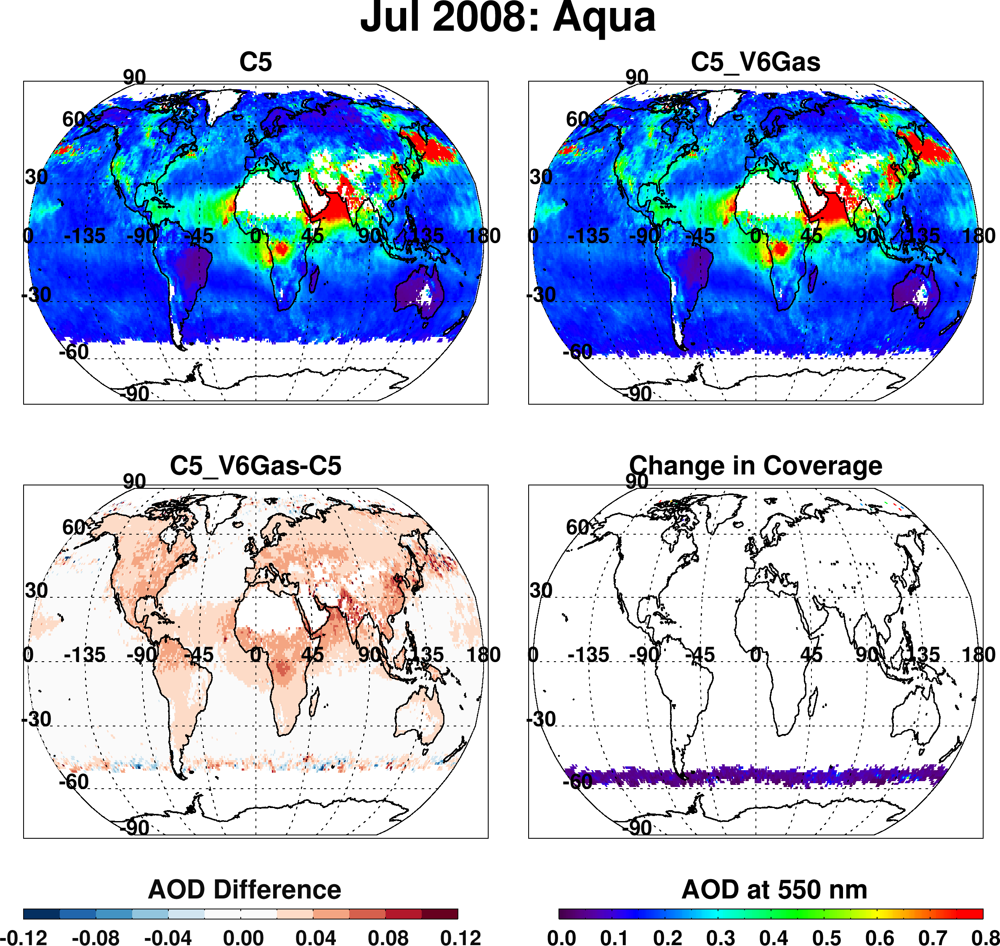 Jul 2008: Aqua
C5
90
60
30
0 -135 -90 -45 0 45 90 135 180
-30
-60
-90
C5_V6Gas
90
60
30
0 -135 -90 -45 0 45 90 135 180
-30
-60
-90
C5_V6Gas-C5
90
60
30
0 -135 -90 -45 0 45 90 135 180
-30
-60
-90
Change in Coverage
90
60
30
0 -135 -90 -45 0 45 90 135 180
-30
-60
-90
AOD Difference
-0.12 -0.08 -0.04 0.00 0.04 0.08 0.12
AOD at 550 nm
0.0 0.1 0.2 0.3 0.4 0.5 0.6 0.7 0.8